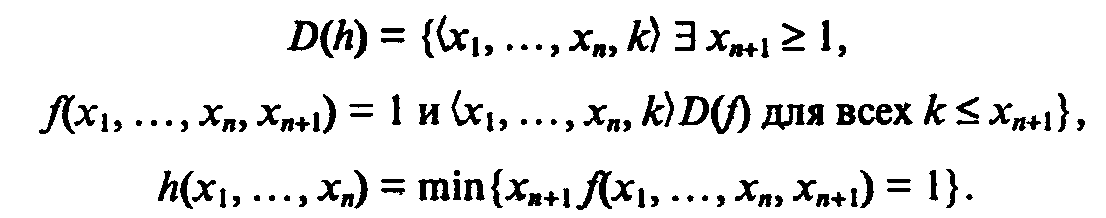 D(h) = {⟨x₁, …, xₙ, k⟩ ∃ xₙ₊₁ ≥ 1,
f(x₁, …, xₙ, xₙ₊₁) = 1 и ⟨x₁, …, xₙ, k⟩D(f) для всех k ≤ xₙ₊₁},
h(x₁, …, xₙ) = min{xₙ₊₁ f(x₁, …, xₙ, xₙ₊₁) = 1}.